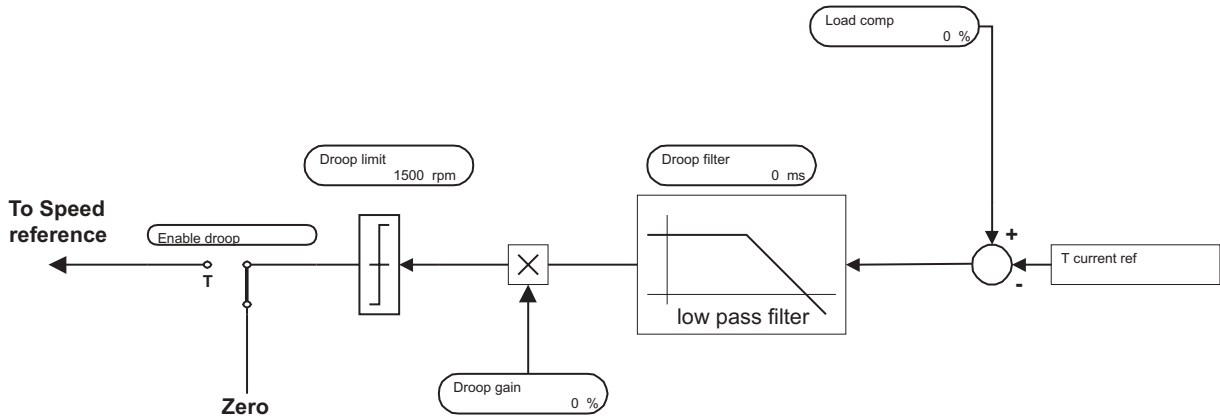 Load comp
0 %
Droop limit
1500 rpm
Droop filter
0 ms
To Speed
reference
Enable droop
T
+
-
T current ref
low pass filter
Droop gain
0 %
Zero